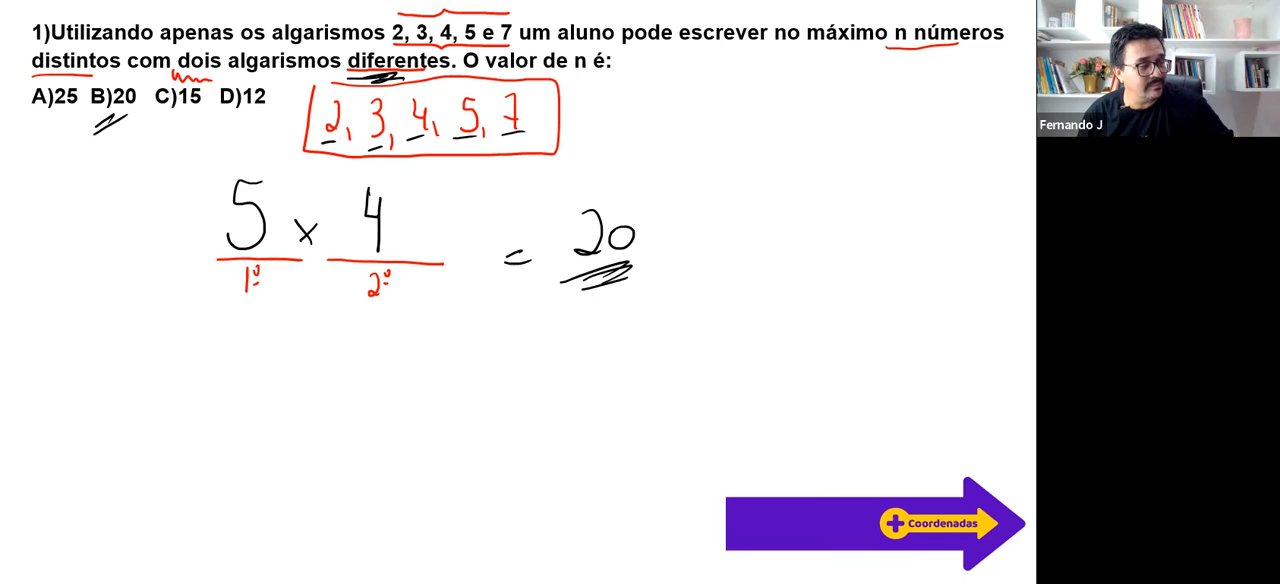 1)Utilizando apenas os algarismos 2, 3, 4, 5 e 7 um aluno pode escrever no máximo n números
distintos com dois algarismos diferentes. O valor de n é:
A)25 B)20 C)15 D)12
2, 3, 4, 5, 7
5 x 4 = 20
1º 2º
Fernando J
+ Coordenadas